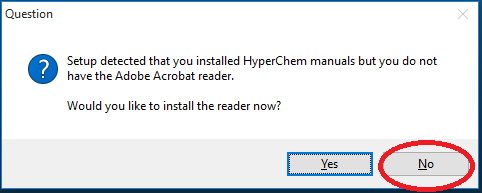 Question
Setup detected that you installed HyperChem manuals but you do not
have the Adobe Acrobat reader.
Would you like to install the reader now?
Yes
No